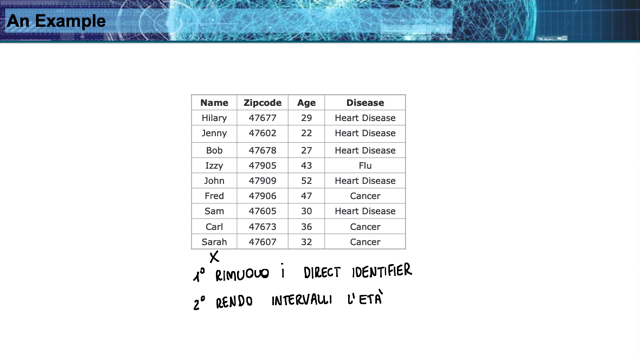 An Example
Name Zipcode Age Disease
Hilary 47677 29 Heart Disease
Jenny 47602 22 Heart Disease
Bob 47678 27 Heart Disease
Izzy 47905 43 Flu
John 47909 52 Heart Disease
Fred 47906 47 Cancer
Sam 47605 30 Heart Disease
Carl 47673 36 Cancer
Sarah 47607 32 Cancer
X
1° RIMUOVO i DIRECT IDENTIFIER
2° RENDO INTERVALLI L'ETÀ